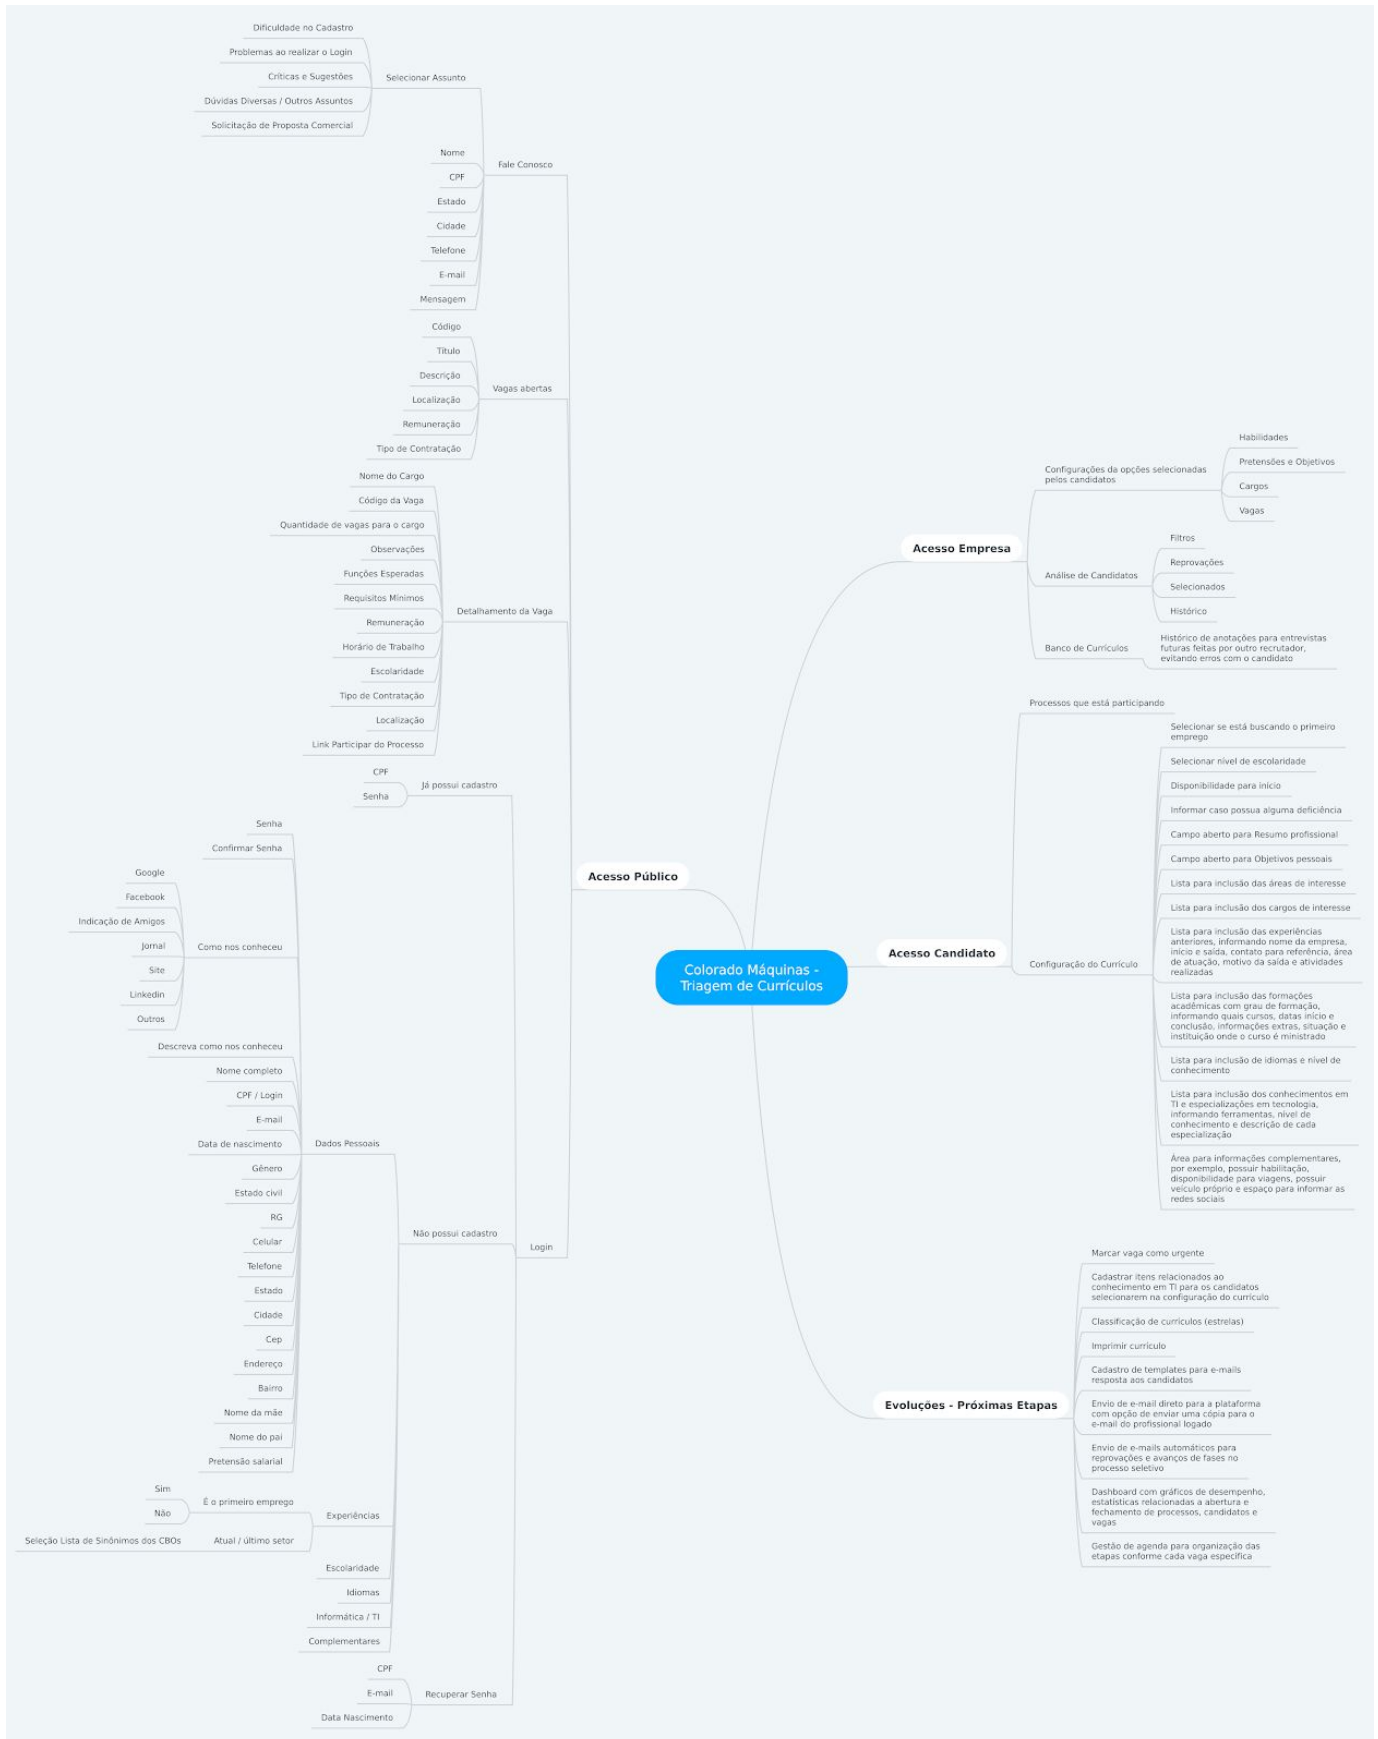 Dificuldade no Cadastro
Problemas ao realizar o Login
Críticas e Sugestões
Dúvidas Diversas / Outros Assuntos
Solicitação de Proposta Comercial
Selecionar Assunto
Nome
CPF
Estado
Cidade
Telefone
E-mail
Mensagem
Fale Conosco
Código
Título
Descrição
Localização
Remuneração
Tipo de Contratação
Vagas abertas
Nome do Cargo
Código da Vaga
Quantidade de vagas para o cargo
Observações
Funções Esperadas
Requisitos Mínimos
Remuneração
Horário de Trabalho
Escolaridade
Tipo de Contratação
Localização
Link Participar do Processo
Detalhamento da Vaga
CPF
Senha
Já possui cadastro
Senha
Confirmar Senha
Google
Facebook
Indicação de Amigos
Jornal
Site
Linkedin
Outros
Como nos conheceu
Descreva como nos conheceu
Nome completo
CPF / Login
E-mail
Data de nascimento
Gênero
Estado civil
RG
Celular
Telefone
Estado
Cidade
Cep
Endereço
Bairro
Nome da mãe
Nome do pai
Pretensão salarial
Dados Pessoais
Sim
Não
É o primeiro emprego
Seleção Lista de Sinônimos dos CBOs
Atual / último setor
Experiências
Escolaridade
Idiomas
Informática / TI
Complementares
Não possui cadastro
CPF
E-mail
Data Nascimento
Recuperar Senha
Login
Acesso Público
Colorado Máquinas -
Triagem de Currículos
Acesso Empresa
Configurações da opções selecionadas
pelos candidatos
Habilidades
Pretensões e Objetivos
Cargos
Vagas
Análise de Candidatos
Filtros
Reprovações
Selecionados
Histórico
Banco de Currículos
Histórico de anotações para entrevistas
futuras feitas por outro recrutador,
evitando erros com o candidato
Acesso Candidato
Processos que está participando
Configuração do Currículo
Selecionar se está buscando o primeiro
emprego
Selecionar nível de escolaridade
Disponibilidade para início
Informar caso possua alguma deficiência
Campo aberto para Resumo profissional
Campo aberto para Objetivos pessoais
Lista para inclusão das áreas de interesse
Lista para inclusão dos cargos de interesse
Lista para inclusão das experiências
anteriores, informando nome da empresa,
início e saída, contato para referência, área
de atuação, motivo da saída e atividades
realizadas
Lista para inclusão das formações
acadêmicas com grau de formação,
informando quais cursos, datas início e
conclusão, informações extras, situação e
instituição onde o curso é ministrado
Lista para inclusão de idiomas e nível de
conhecimento
Lista para inclusão dos conhecimentos em
TI e especializações em tecnologia,
informando ferramentas, nível de
conhecimento e descrição de cada
especialização
Área para informações complementares,
por exemplo, possuir habilitação,
disponibilidade para viagens, possuir
veículo próprio e espaço para informar as
redes sociais
Evoluções - Próximas Etapas
Marcar vaga como urgente
Cadastrar itens relacionados ao
conhecimento em TI para os candidatos
selecionarem na configuração do currículo
Classificação de currículos (estrelas)
Imprimir currículo
Cadastro de templates para e-mails
resposta aos candidatos
Envio de e-mail direto para a plataforma
com opção de enviar uma cópia para o
e-mail do profissional logado
Envio de e-mails automáticos para
reprovações e avanços de fases no
processo seletivo
Dashboard com gráficos de desempenho,
estatísticas relacionadas a abertura e
fechamento de processos, candidatos e
vagas
Gestão de agenda para organização das
etapas conforme cada vaga específica